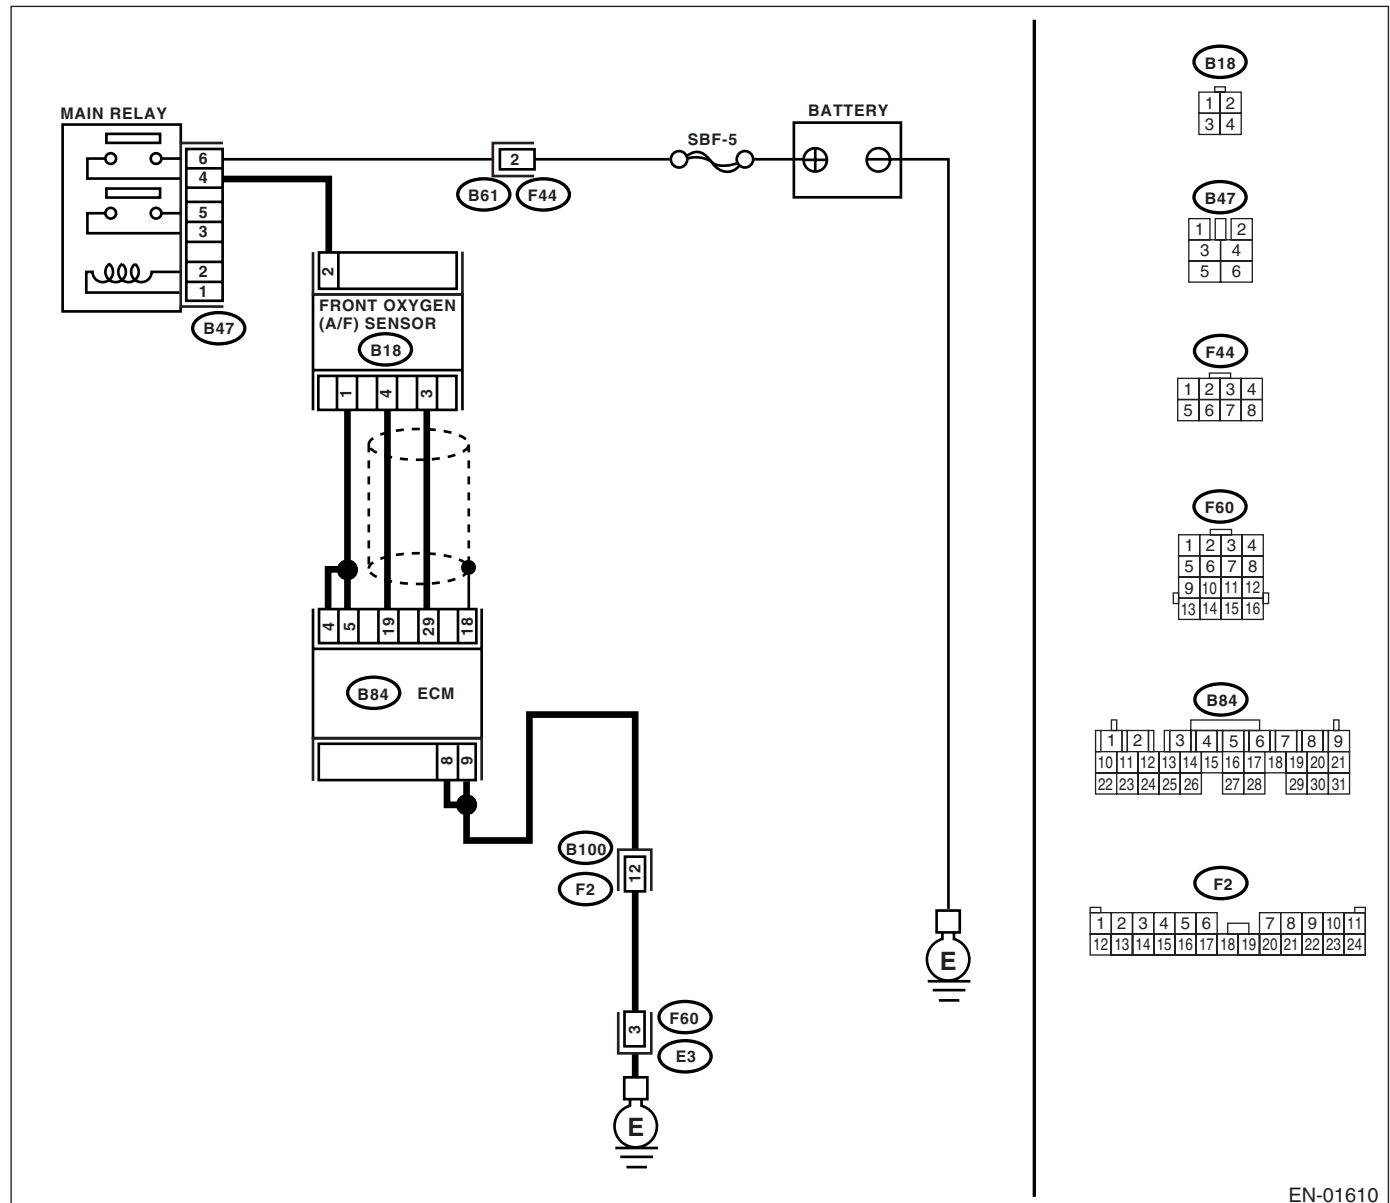 MAIN RELAY
6
4
5
3
2
1
B47
2
B61 F44
SBF-5
BATTERY
2
FRONT OXYGEN
(A/F) SENSOR
B18
1 4 3
4 5 19 29 18
B84 ECM
8 9
B100
F2
12
3
F60
E3
E
E
B18
1 2
3 4
B47
1 2
3 4
5 6
F44
1 2 3 4
5 6 7 8
F60
1 2 3 4
5 6 7 8
9 10 11 12
13 14 15 16
B84
1 2 3 4 5 6 7 8 9
10 11 12 13 14 15 16 17 18 19 20 21
22 23 24 25 26 27 28 29 30 31
F2
1 2 3 4 5 6 7 8 9 10 11
12 13 14 15 16 17 18 19 20 21 22 23 24
EN-01610